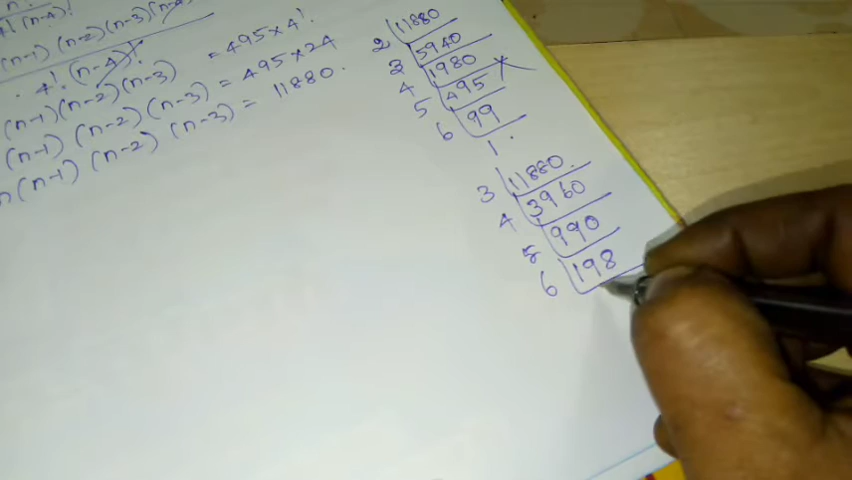 n!
4! (n-4)!
(n-1) (n-2) (n-3) (n-4)!
4! (n-4)!
(n-1) (n-2) (n-3) = 495 × 4!
(n-1) (n-2) (n-3) = 495 × 24
n (n-1) (n-2) (n-3) = 11880.
2 11880
3 5940
4 1980
5 495 ×
6 99
1.
3 11880.
4 3960
5 990
6 198